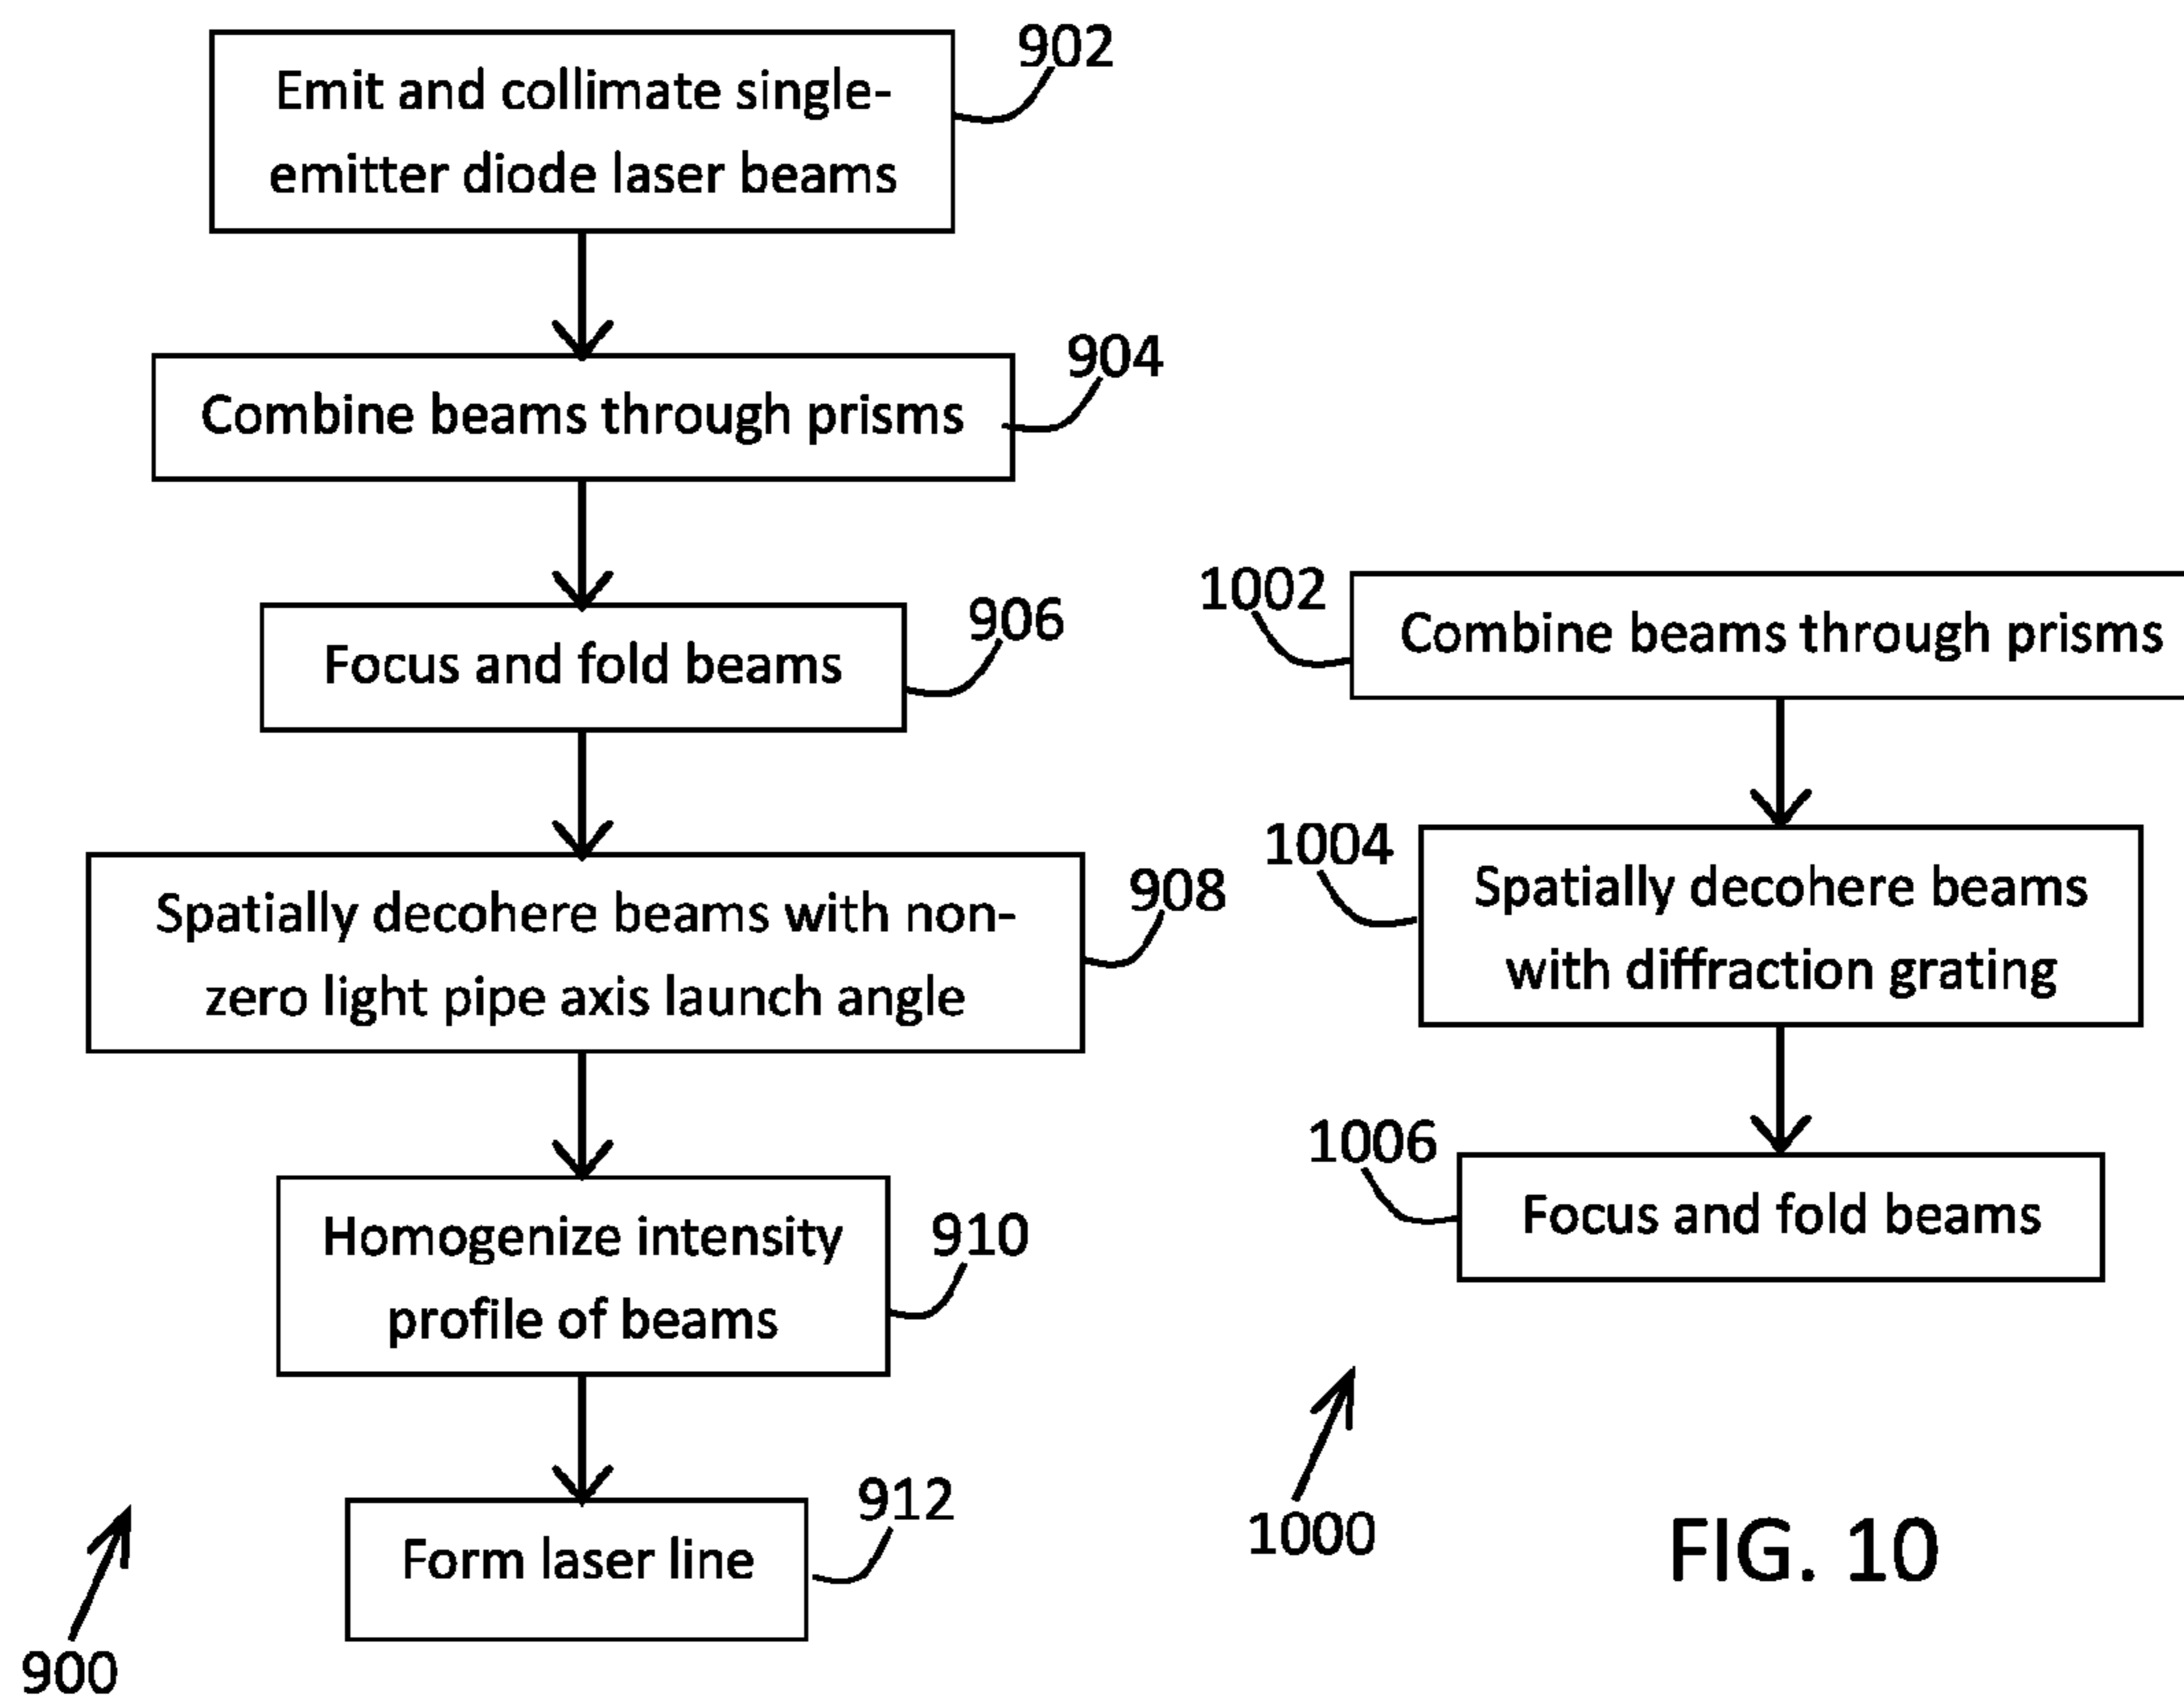 902
Emit and collimate single-
emitter diode laser beams
904
Combine beams through prisms
906
Focus and fold beams
908
Spatially decohere beams with non-
zero light pipe axis launch angle
910
Homogenize intensity
profile of beams
912
Form laser line
900
1002
Combine beams through prisms
1004
Spatially decohere beams
with diffraction grating
1006
Focus and fold beams
1000
FIG. 10